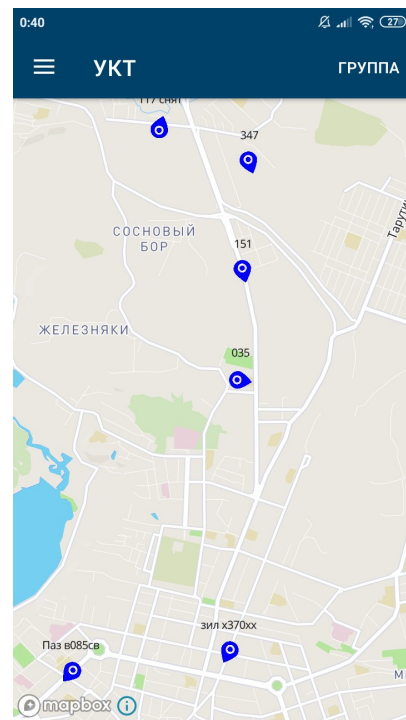 0:40
27
УКТ
ГРУППА
117 снят
347
СОСНОВЫЙ
БОР
151
Тарути
ЖЕЛЕЗНЯКИ
035
зил х370хх
Паз в085св
М
mapbox